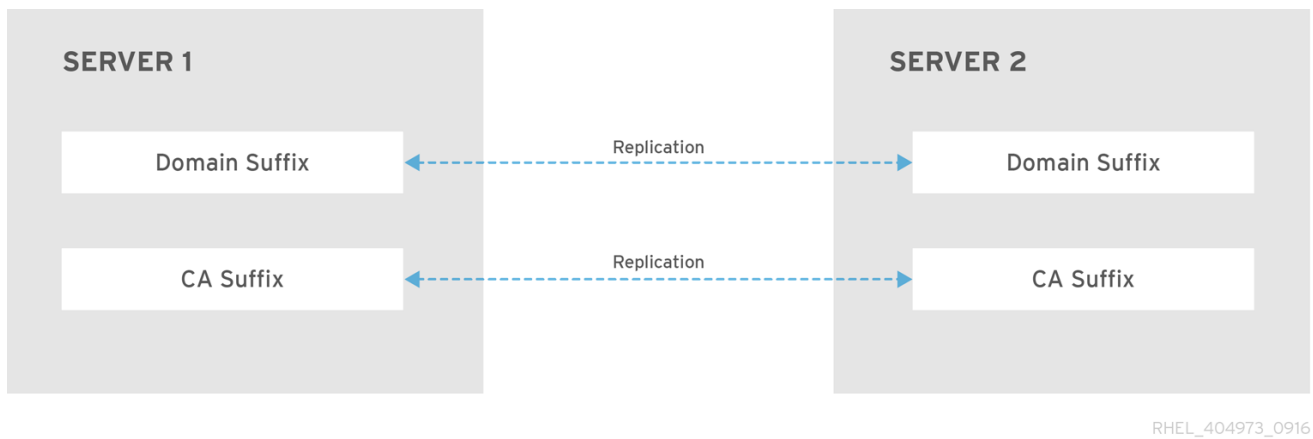 SERVER 1
SERVER 2
Domain Suffix
Replication
Domain Suffix
CA Suffix
Replication
CA Suffix
RHEL_404973_0916